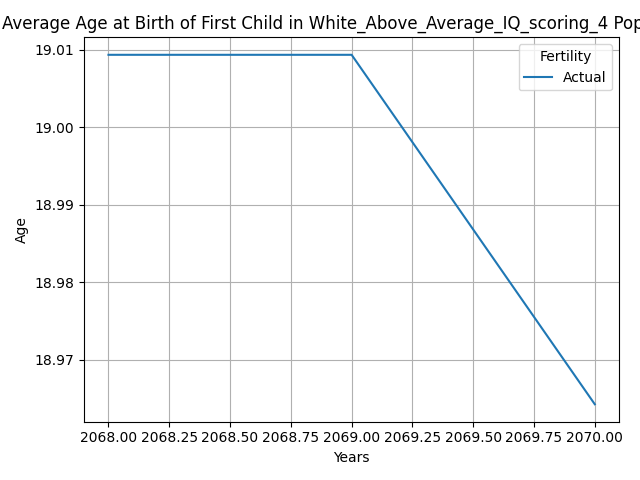 Average Age at Birth of First Child in White_Above_Average_IQ_scoring_4 Pop
Fertility
Actual
19.01
19.00
18.99
18.98
18.97
Age
2068.00 2068.25 2068.50 2068.75 2069.00 2069.25 2069.50 2069.75 2070.00
Years